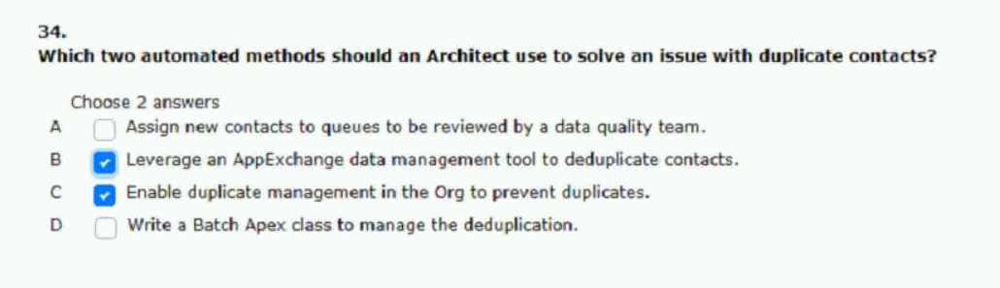 34.
Which two automated methods should an Architect use to solve an issue with duplicate contacts?
Choose 2 answers
A Assign new contacts to queues to be reviewed by a data quality team.
B Leverage an AppExchange data management tool to deduplicate contacts.
C Enable duplicate management in the Org to prevent duplicates.
D Write a Batch Apex class to manage the deduplication.